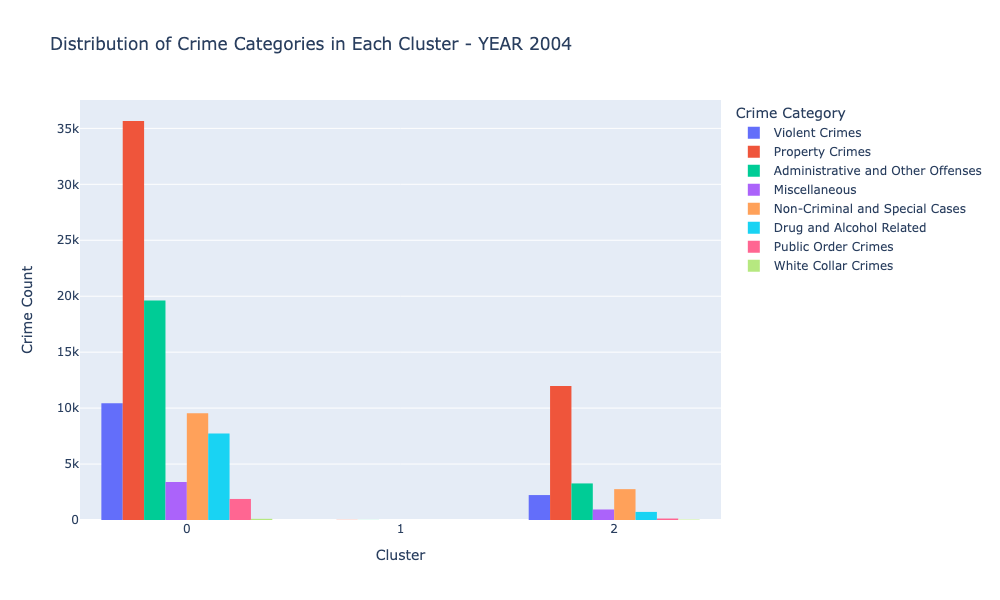 Distribution of Crime Categories in Each Cluster - YEAR 2004
Crime Category
Violent Crimes
Property Crimes
Administrative and Other Offenses
Miscellaneous
Non-Criminal and Special Cases
Drug and Alcohol Related
Public Order Crimes
White Collar Crimes
Crime Count
35k
30k
25k
20k
15k
10k
5k
0
0 1 2
Cluster